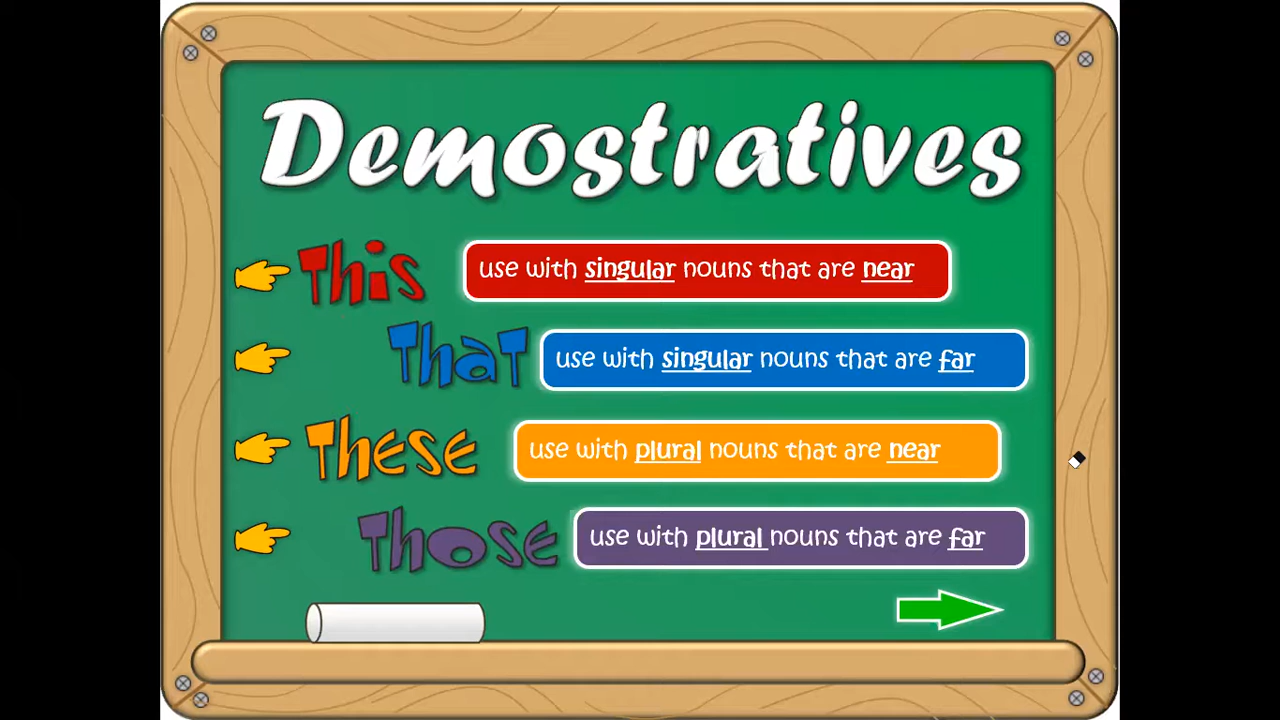 Demostratives
This use with singular nouns that are near
That use with singular nouns that are far
These use with plural nouns that are near
Those use with plural nouns that are far